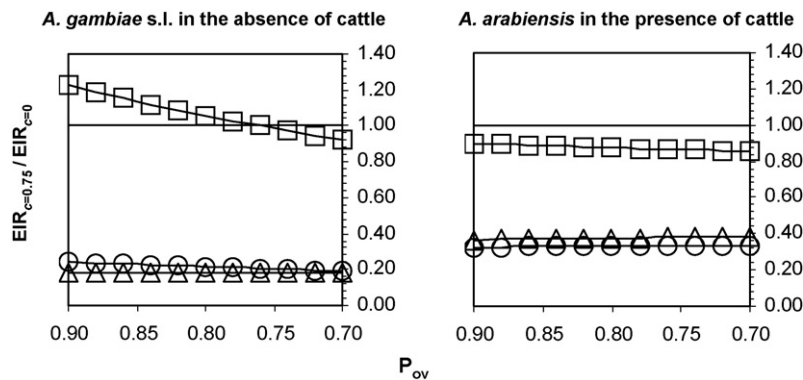 A. gambiae s.l. in the absence of cattle
A. arabiensis in the presence of cattle
EIRc=0.75 / EIRc=0
1.40
1.20
1.00
0.80
0.60
0.40
0.20
0.00
0.90 0.85 0.80 0.75 0.70
1.40
1.20
1.00
0.80
0.60
0.40
0.20
0.00
0.90 0.85 0.80 0.75 0.70
Pov